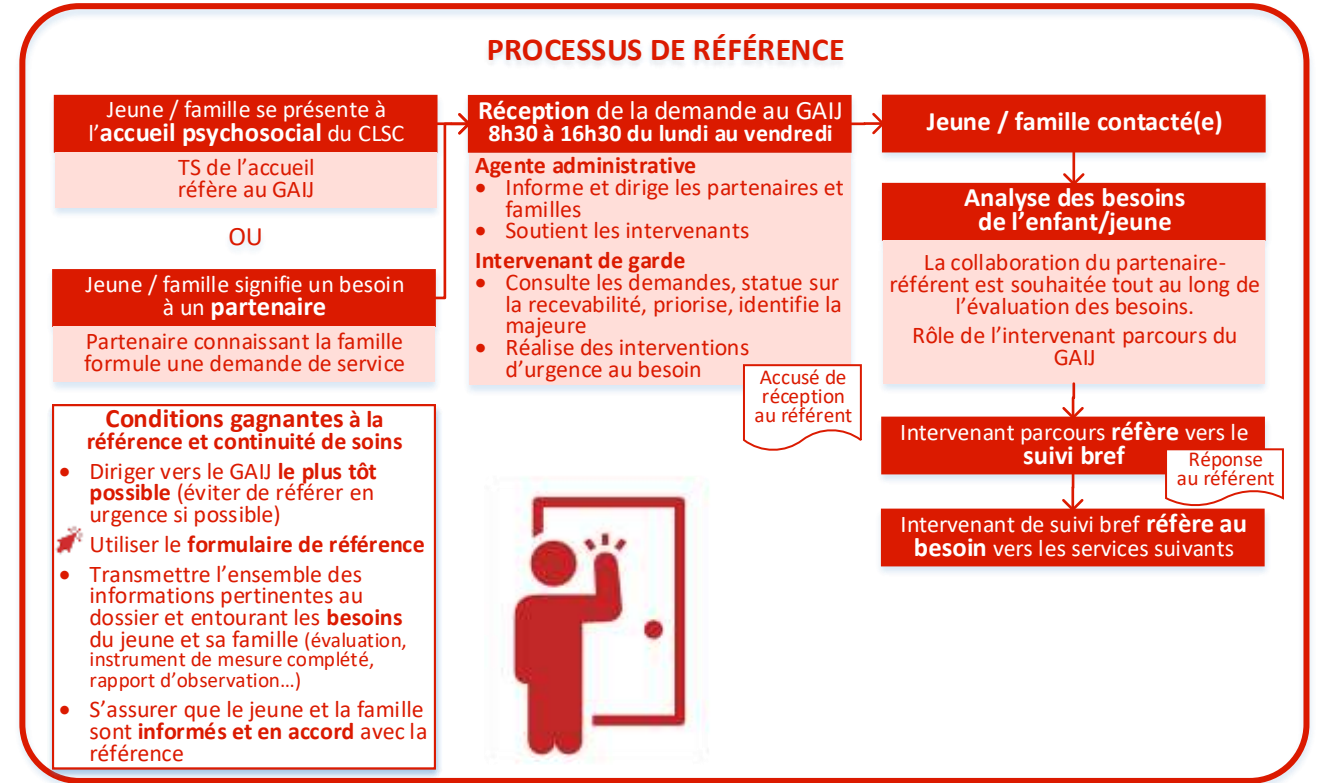 PROCESSUS DE RÉFÉRENCE
Jeune / famille se présente à
l'accueil psychosocial du CLSC
TS de l'accueil
réfère au GAIJ
OU
Jeune / famille signifie un besoin
à un partenaire
Partenaire connaissant la famille
formule une demande de service
Conditions gagnantes à la
référence et continuité de soins
• Diriger vers le GAIJ le plus tôt
possible (éviter de référer en
urgence si possible)
Utiliser le formulaire de référence
• Transmettre l'ensemble des
informations pertinentes au
dossier et entourant les besoins
du jeune et sa famille (évaluation,
instrument de mesure complété,
rapport d'observation…)
• S'assurer que le jeune et la famille
sont informés et en accord avec la
référence
Réception de la demande au GAIJ
8h30 à 16h30 du lundi au vendredi
Agente administrative
• Informe et dirige les partenaires et
familles
• Soutient les intervenants
Intervenant de garde
• Consulte les demandes, statue sur
la recevabilité, priorise, identifie la
majeure
• Réalise des interventions
d'urgence au besoin
Accusé de
réception
au référent
Jeune / famille contacté(e)
Analyse des besoins
de l'enfant/jeune
La collaboration du partenaire-
référent est souhaitée tout au long de
l'évaluation des besoins.
Rôle de l'intervenant parcours du
GAIJ
Intervenant parcours réfère vers le
suivi bref
Réponse
au référent
Intervenant de suivi bref réfère au
besoin vers les services suivants